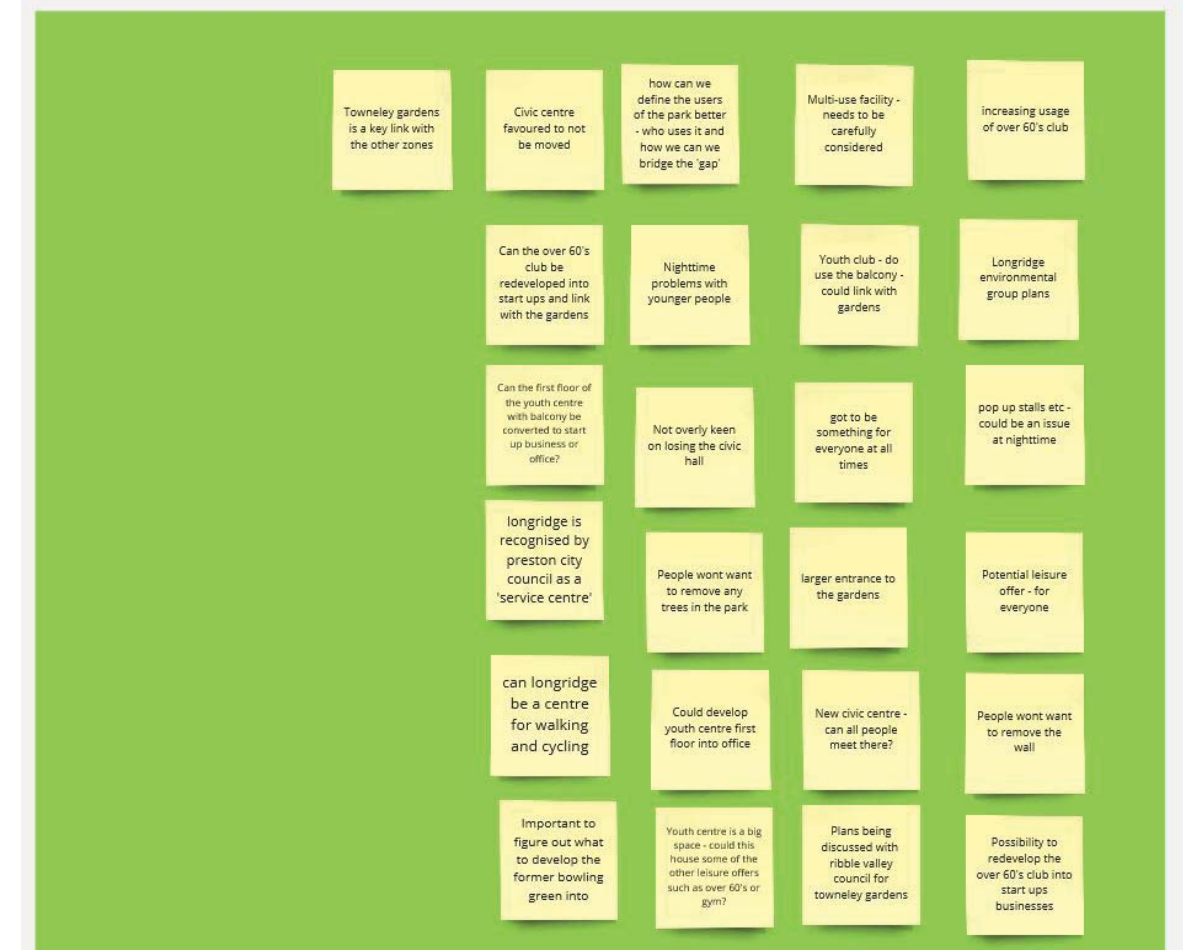 Towneley gardens
is a key link with
the other zones
Civic centre
favoured to not
be moved
how can we
define the users
of the park better
- who uses it and
how we can we
bridge the 'gap'
Multi-use facility -
needs to be
carefully
considered
increasing usage
of over 60's club
Can the over 60's
club be
redeveloped into
start ups and link
with the gardens
Nighttime
problems with
younger people
Youth club - do
use the balcony -
could link with
gardens
Longridge
environmental
group plans
Can the first floor of
the youth centre
with balcony be
converted to start
up business or
office?
Not overly keen
on losing the civic
hall
got to be
something for
everyone at all
times
pop up stalls etc -
could be an issue
at nighttime
longridge is
recognised by
preston city
council as a
'service centre'
People wont want
to remove any
trees in the park
larger entrance to
the gardens
Potential leisure
offer - for
everyone
can longridge
be a centre
for walking
and cycling
Could develop
youth centre first
floor into office
New civic centre -
can all people
meet there?
People wont want
to remove the
wall
Important to
figure out what
to develop the
former bowling
green into
Youth centre is a big
space - could this
house some of the
other leisure offers
such as over 60's or
gym?
Plans being
discussed with
ribble valley
council for
towneley gardens
Possibility to
redevelop the
over 60's club into
start ups
businesses